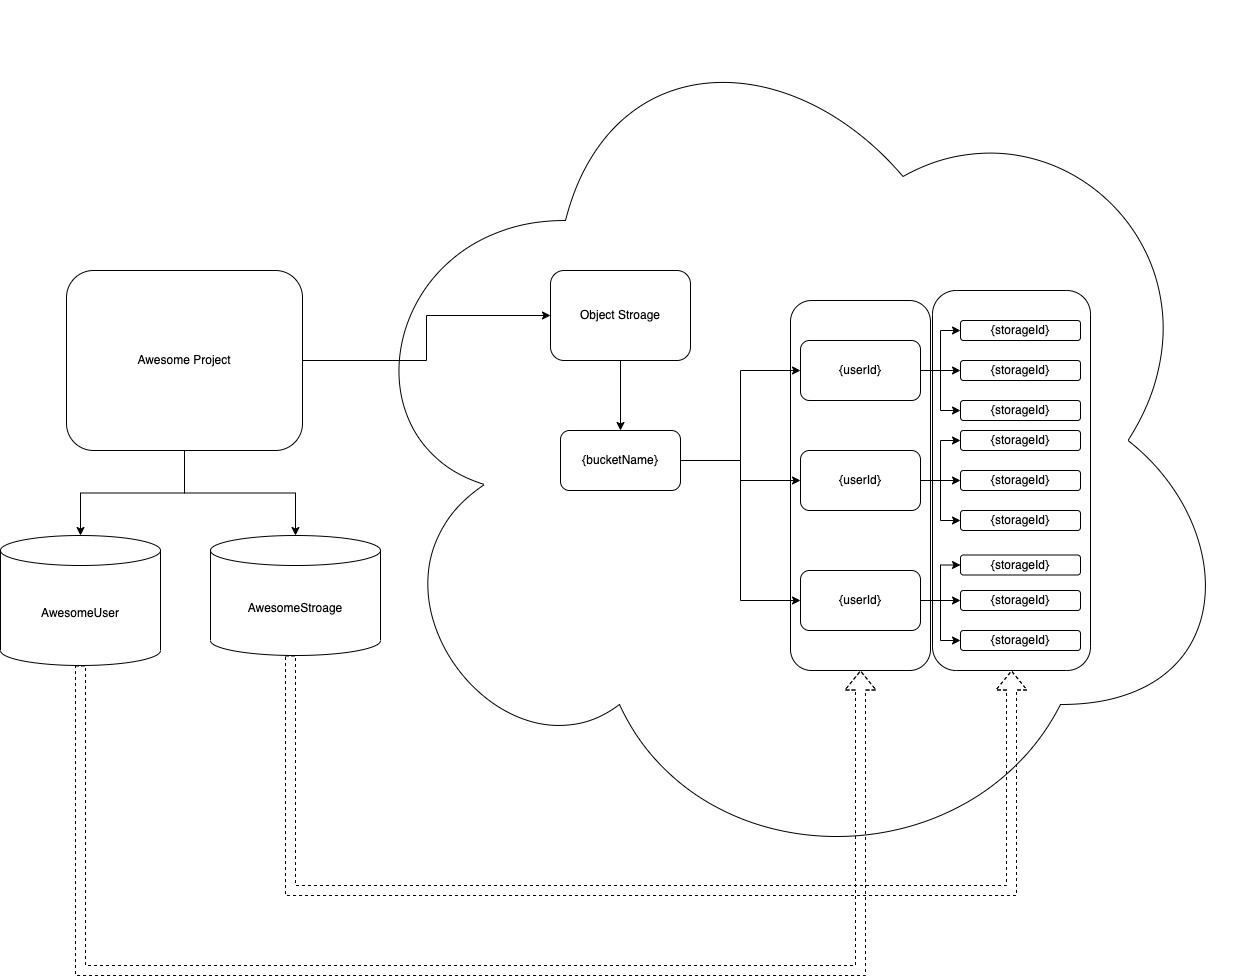 Awesome Project
Object Stroage
{bucketName}
AwesomeUser
AwesomeStroage
{userId}
{storageId}
{storageId}
{storageId}
{userId}
{storageId}
{storageId}
{storageId}
{userId}
{storageId}
{storageId}
{storageId}